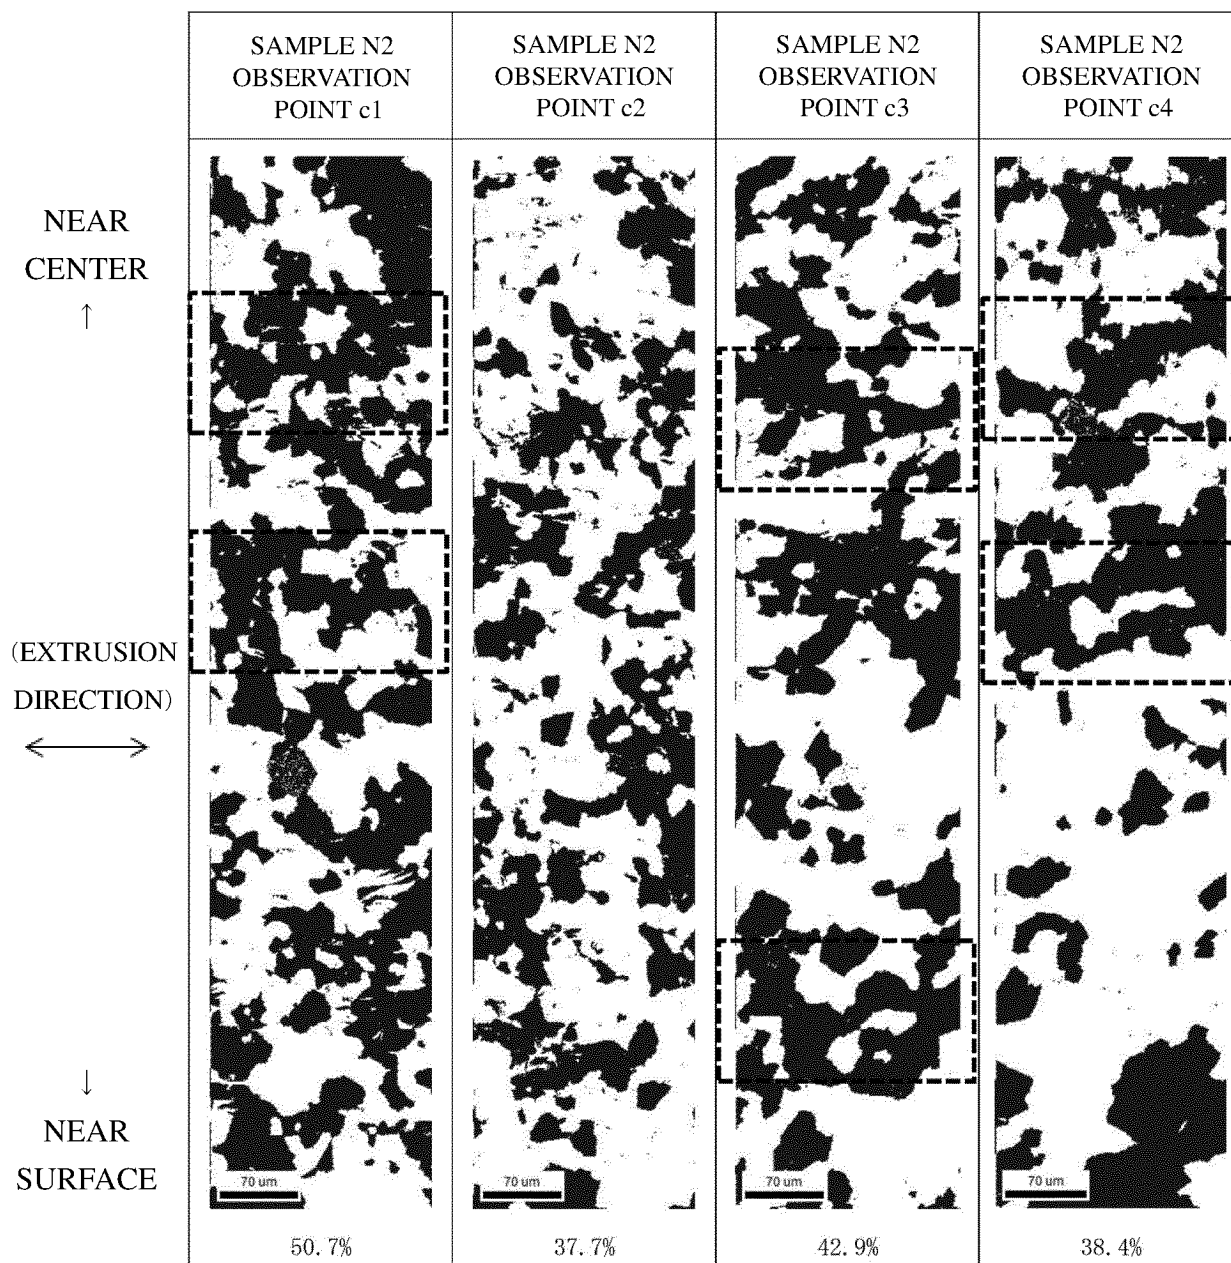 SAMPLE N2
OBSERVATION
POINT c1
SAMPLE N2
OBSERVATION
POINT c2
SAMPLE N2
OBSERVATION
POINT c3
SAMPLE N2
OBSERVATION
POINT c4
NEAR
CENTER
↑
(EXTRUSION
DIRECTION)
↓
NEAR
SURFACE
70 um
70 um
70 um
70 um
50.7%
37.7%
42.9%
38.4%